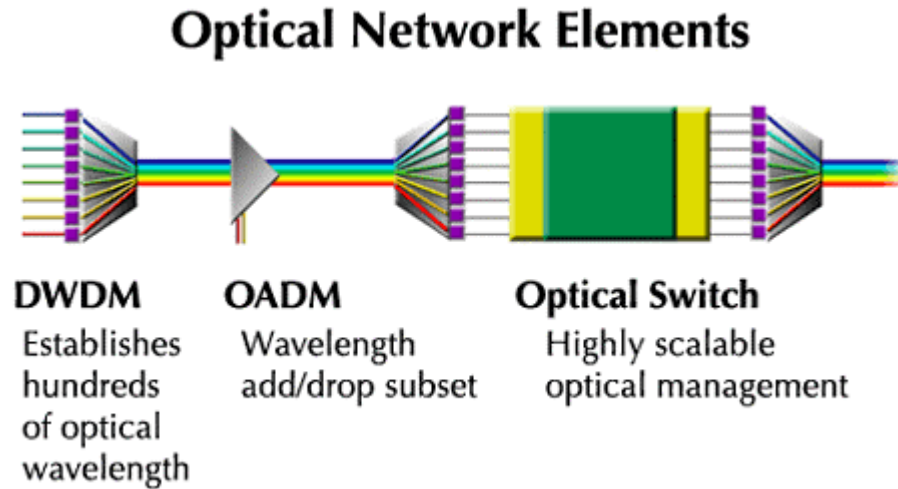 Optical Network Elements
DWDM
Establishes
hundreds
of optical
wavelength
OADM
Wavelength
add/drop subset
Optical Switch
Highly scalable
optical management